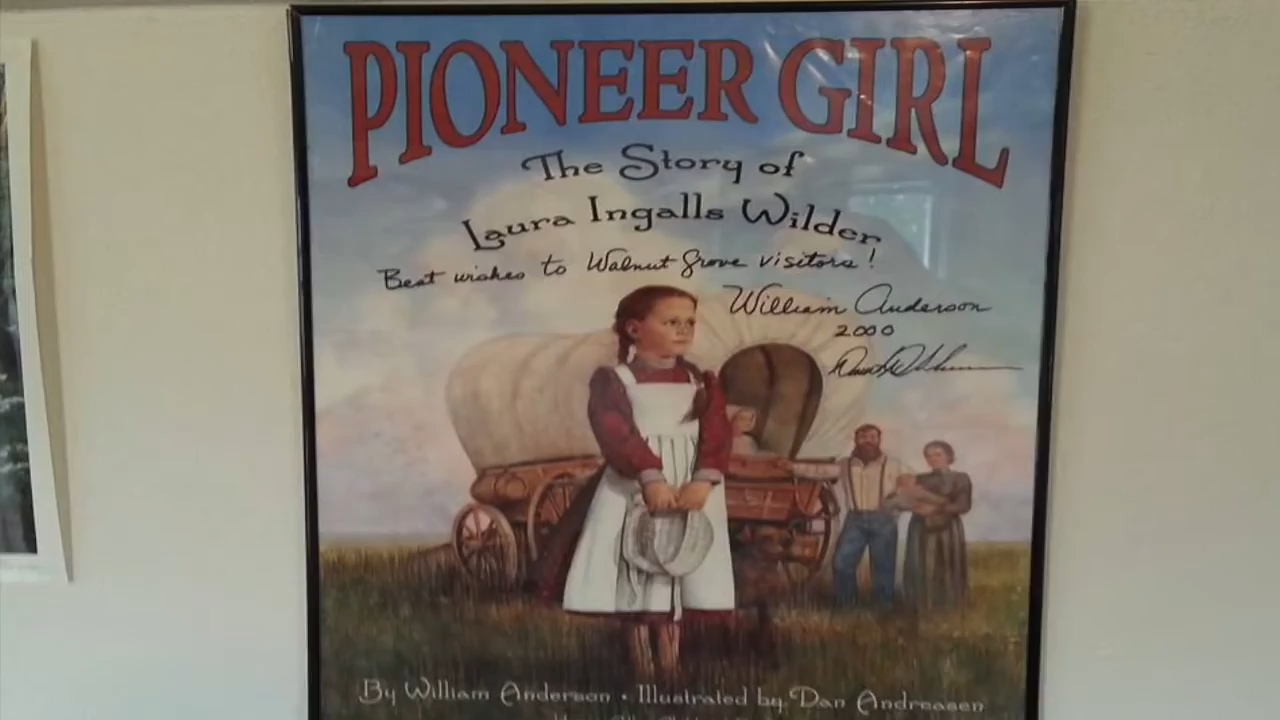 PIONEER GIRL
The Story of
Laura Ingalls Wilder
Best wishes to Walnut Grove visitors!
William Anderson
2000
By William Anderson • Illustrated by Dan Andreasen